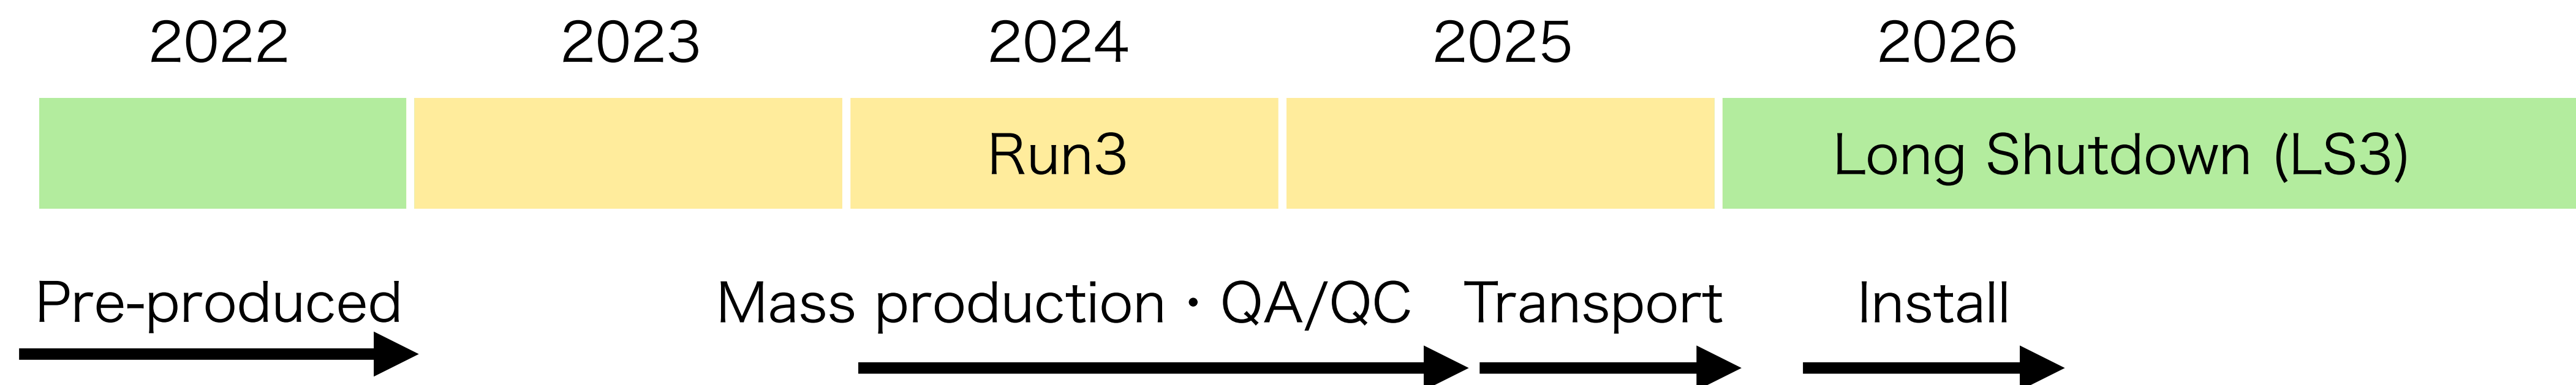 2022 2023 2024 2025 2026
Run3 Long Shutdown (LS3)
Pre-produced Mass production・QA/QC Transport Install